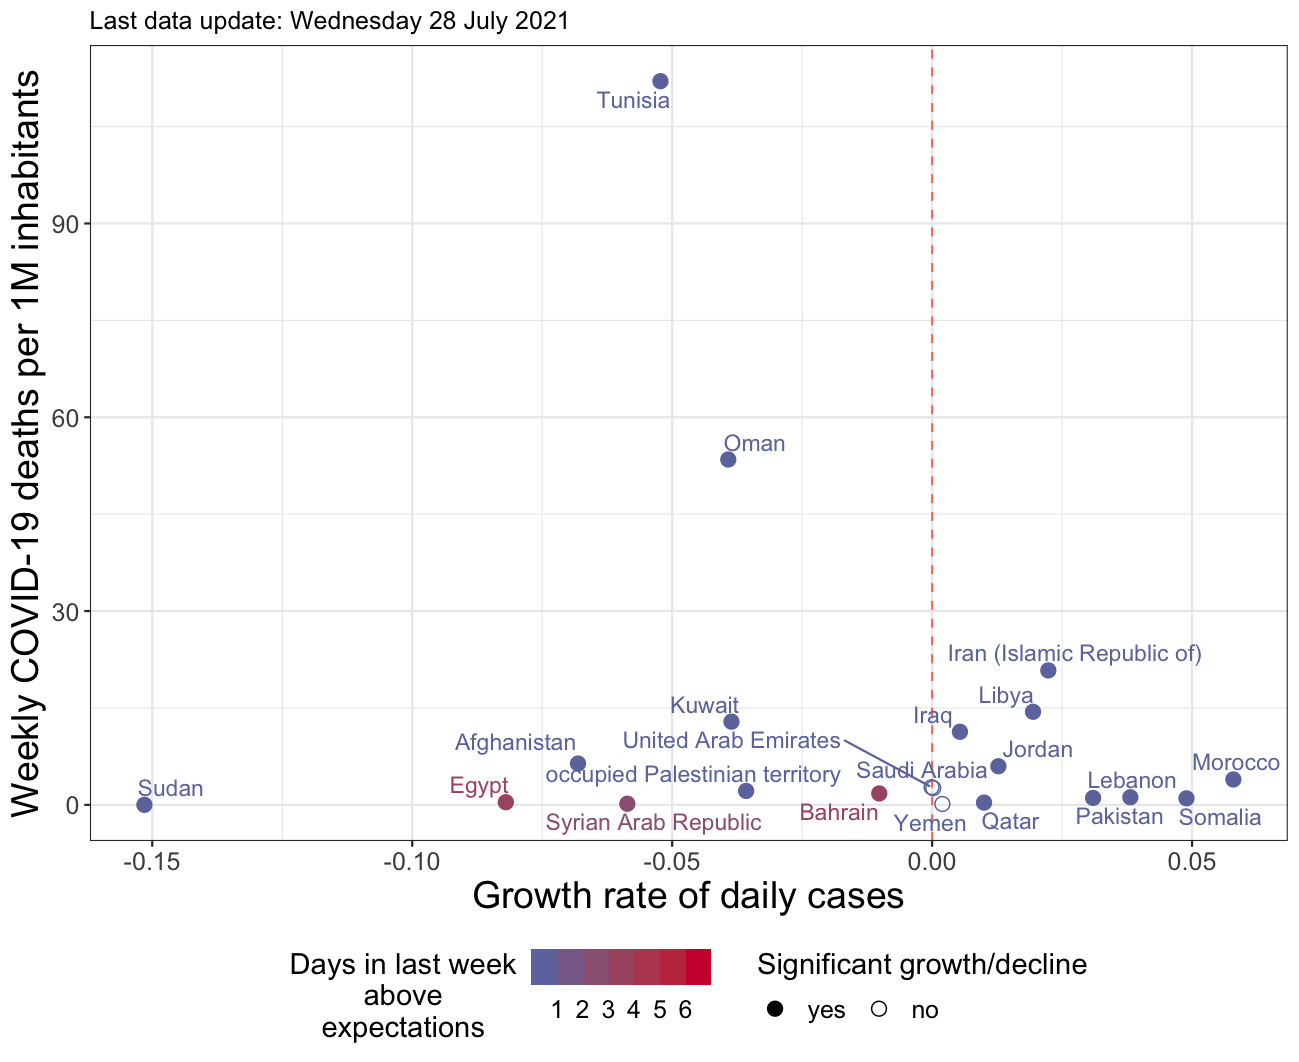 Last data update: Wednesday 28 July 2021
Weekly COVID-19 deaths per 1M inhabitants
90
60
30
0
Tunisia
Oman
Iran (Islamic Republic of)
Libya
Kuwait
Iraq
United Arab Emirates
Afghanistan
Jordan
Morocco
Saudi Arabia
occupied Palestinian territory
Lebanon
Egypt
Sudan
Bahrain
Pakistan
Somalia
Syrian Arab Republic
Yemen
Qatar
-0.15
-0.10
-0.05
0.00
0.05
Growth rate of daily cases
Days in last week
above
expectations
1 2 3 4 5 6
Significant growth/decline
yes
no